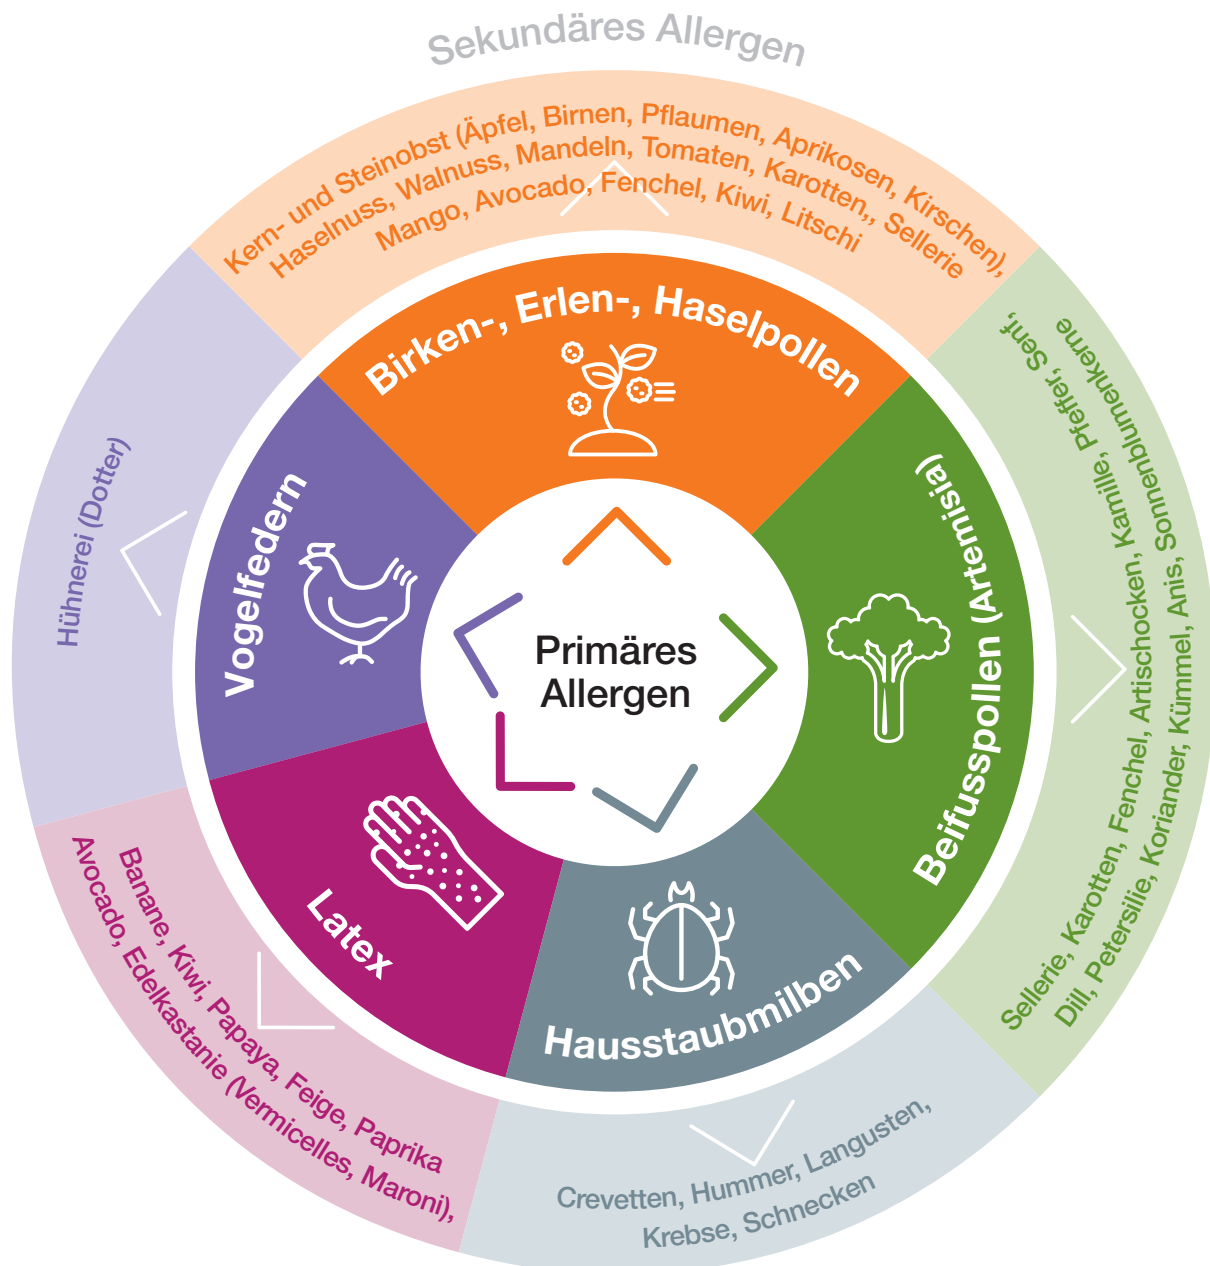 Sekundäres Allergen
Kern- und Steinobst (Äpfel, Birnen, Pflaumen, Aprikosen, Kirschen),
Haselnuss, Walnuss, Mandeln, Tomaten, Karotten,, Sellerie
Mango, Avocado, Fenchel, Kiwi, Litschi
Birken-, Erlen-, Haselpollen
Sellerie, Karotten, Fenchel, Artischocken, Kamille, Pfeffer, Senf,
Dill, Petersilie, Koriander, Kümmel, Anis, Sonnenblumenkerne
Beifusspollen (Artemisia)
Hühnerei (Dotter)
Vogelfedern
Primäres
Allergen
Latex
Avocado, Edelkastanie (Vermicelles, Maroni),
Banane, Kiwi, Papaya, Feige, Paprika
Hausstaubmilben
Crevetten, Hummer, Langusten,
Krebse, Schnecken